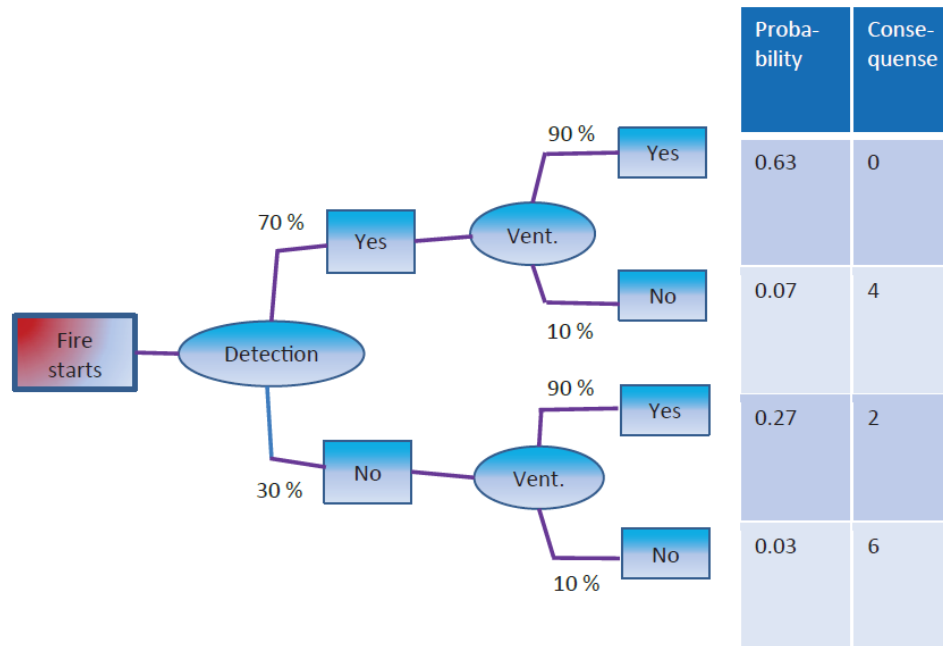 Proba-
bility
Conse-
quense
90 %
Yes
0.63
0
70 %
Yes
Vent.
No
0.07
4
10 %
Fire
starts
Detection
90 %
Yes
0.27
2
No
Vent.
30 %
No
0.03
6
10 %